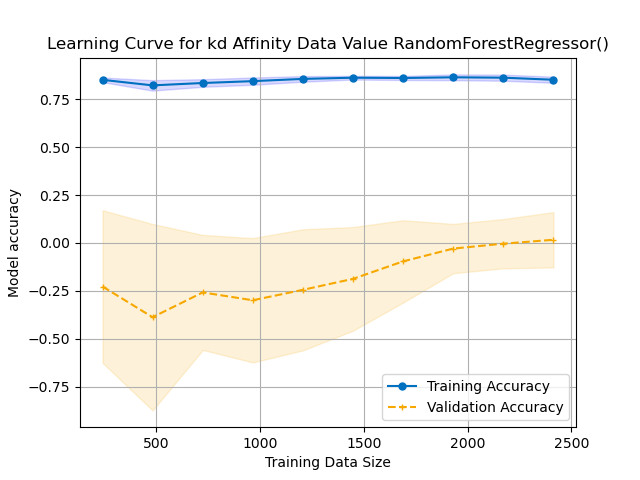 Learning Curve for kd Affinity Data Value RandomForestRegressor()
Model accuracy
0.75
0.50
0.25
0.00
−0.25
−0.50
−0.75
Training Accuracy
Validation Accuracy
500
1000
1500
2000
2500
Training Data Size